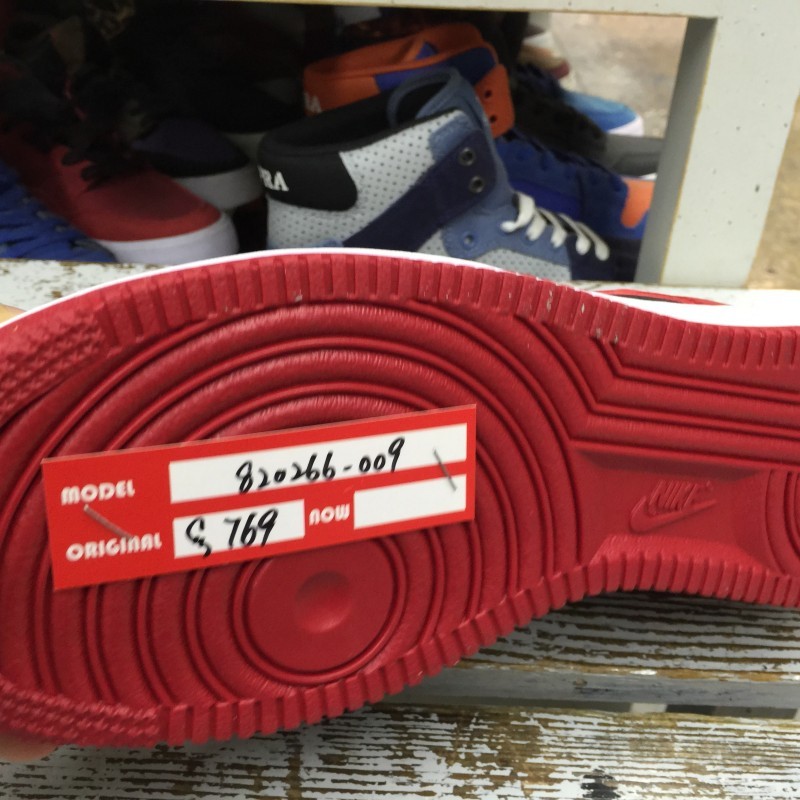 RA
MODEL 820266-009
ORIGINAL $ 769 NOW
NIKE